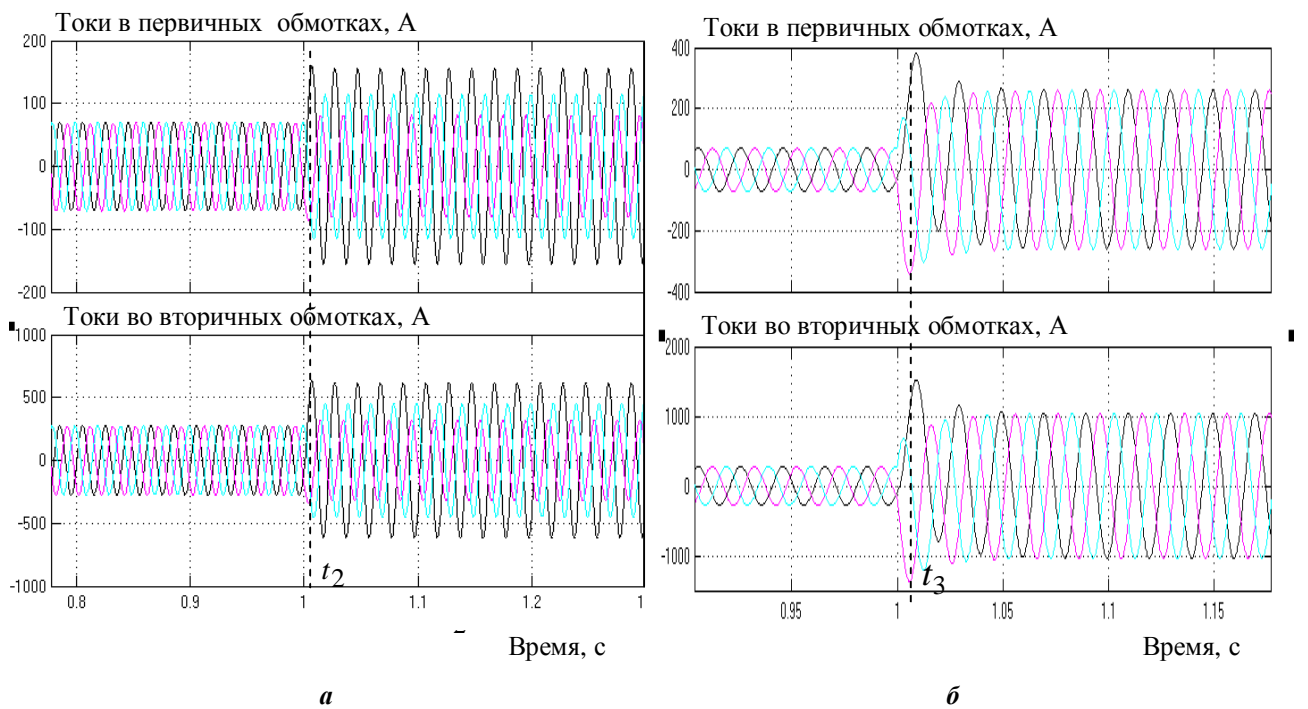 Токи в первичных обмотках, А
200
100
0
-100
-200
Токи во вторичных обмотках, А
1000
500
0
-500
-1000
t2
0.8 0.9 1 1.1 1.2 1
Время, с
а
Токи в первичных обмотках, А
400
200
0
-200
-400
Токи во вторичных обмотках, А
2000
1000
0
-1000
t3
0.95 1 1.05 1.1 1.15
Время, с
б